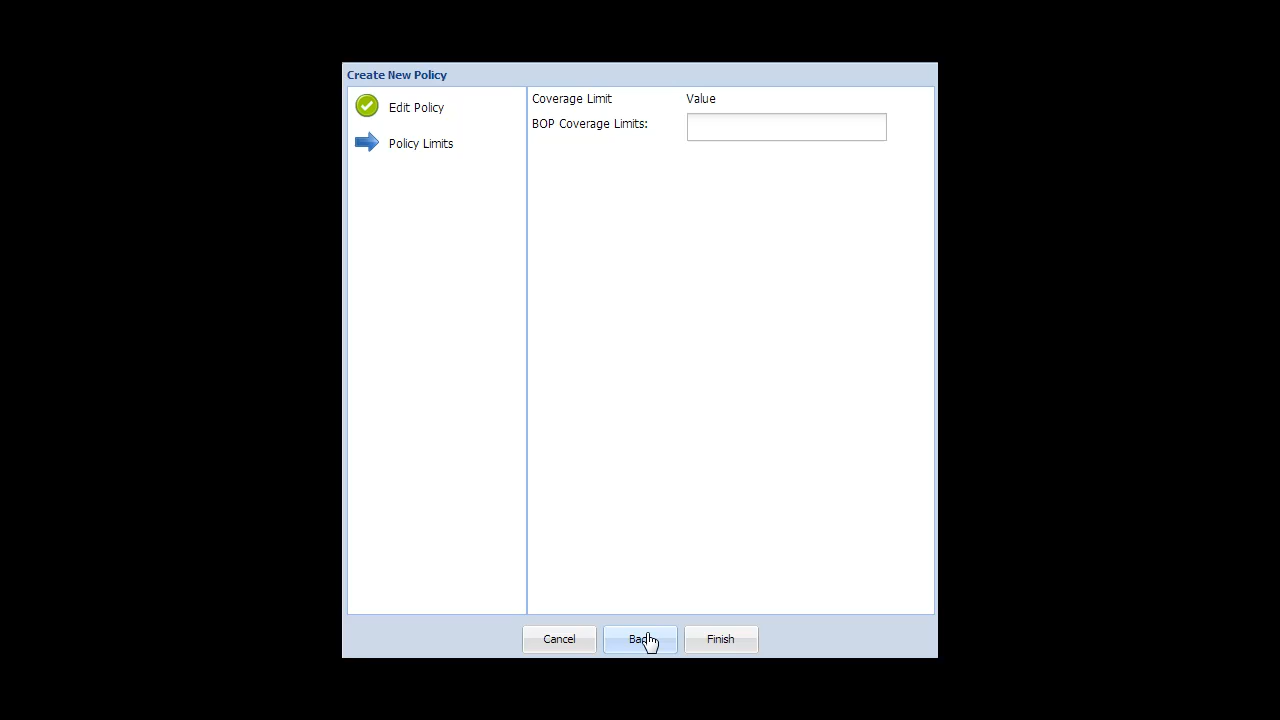 Create New Policy
Edit Policy
Policy Limits
Coverage Limit Value
BOP Coverage Limits:
Cancel
Finish